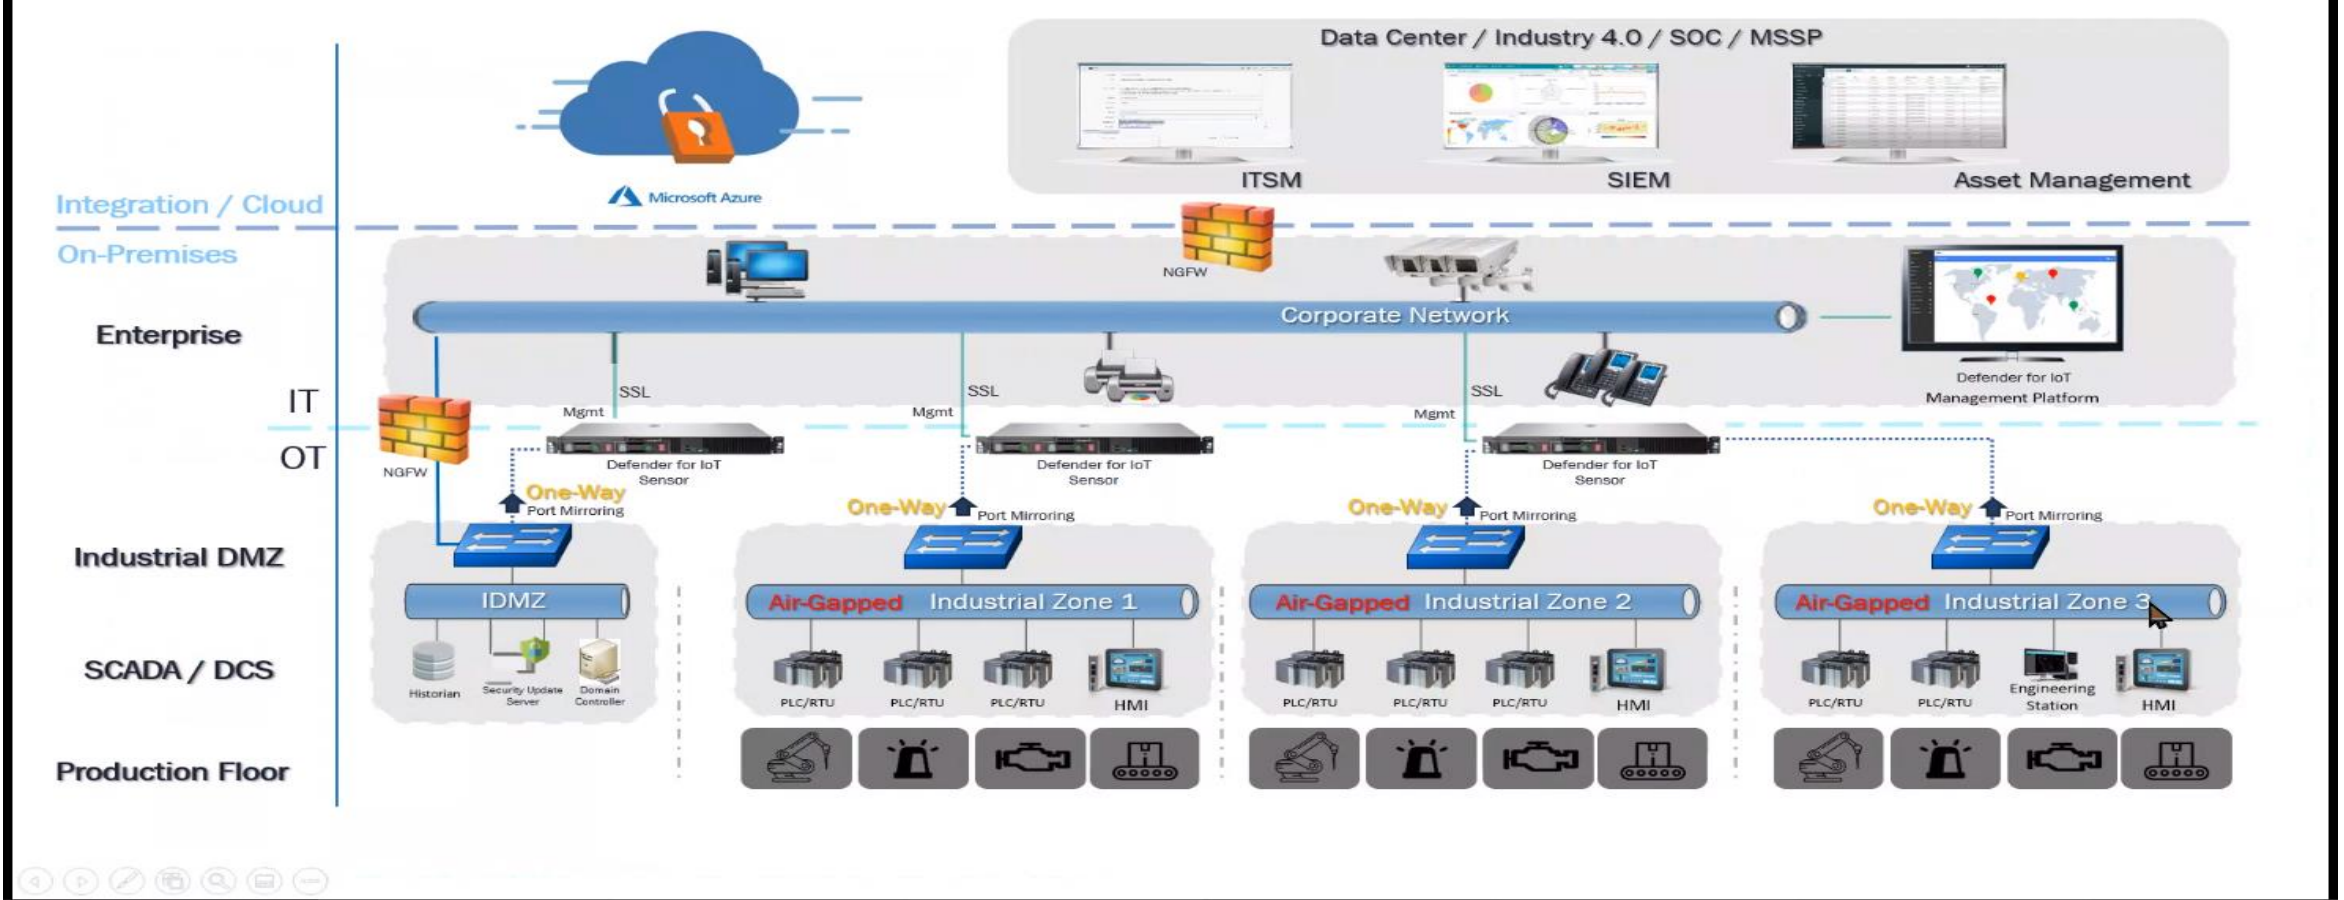 Data Center / Industry 4.0 / SOC / MSSP
ITSM
SIEM
Asset Management
Microsoft Azure
Integration / Cloud
On-Premises
NGFW
Corporate Network
Enterprise
Defender for IoT
Management Platform
IT
SSL
SSL
SSL
Mgmt
Mgmt
Mgmt
OT
NGFW
Defender for IoT
Sensor
Defender for IoT
Sensor
Defender for IoT
Sensor
One-Way
Port Mirroring
One-Way
Port Mirroring
One-Way
Port Mirroring
One-Way
Port Mirroring
Industrial DMZ
IDMZ
Air-Gapped Industrial Zone 1
Air-Gapped Industrial Zone 2
Air-Gapped Industrial Zone 3
SCADA / DCS
Historian
Security Update
Server
Domain
Controller
PLC/RTU
PLC/RTU
PLC/RTU
HMI
PLC/RTU
PLC/RTU
PLC/RTU
HMI
PLC/RTU
PLC/RTU
Engineering
Station
HMI
Production Floor